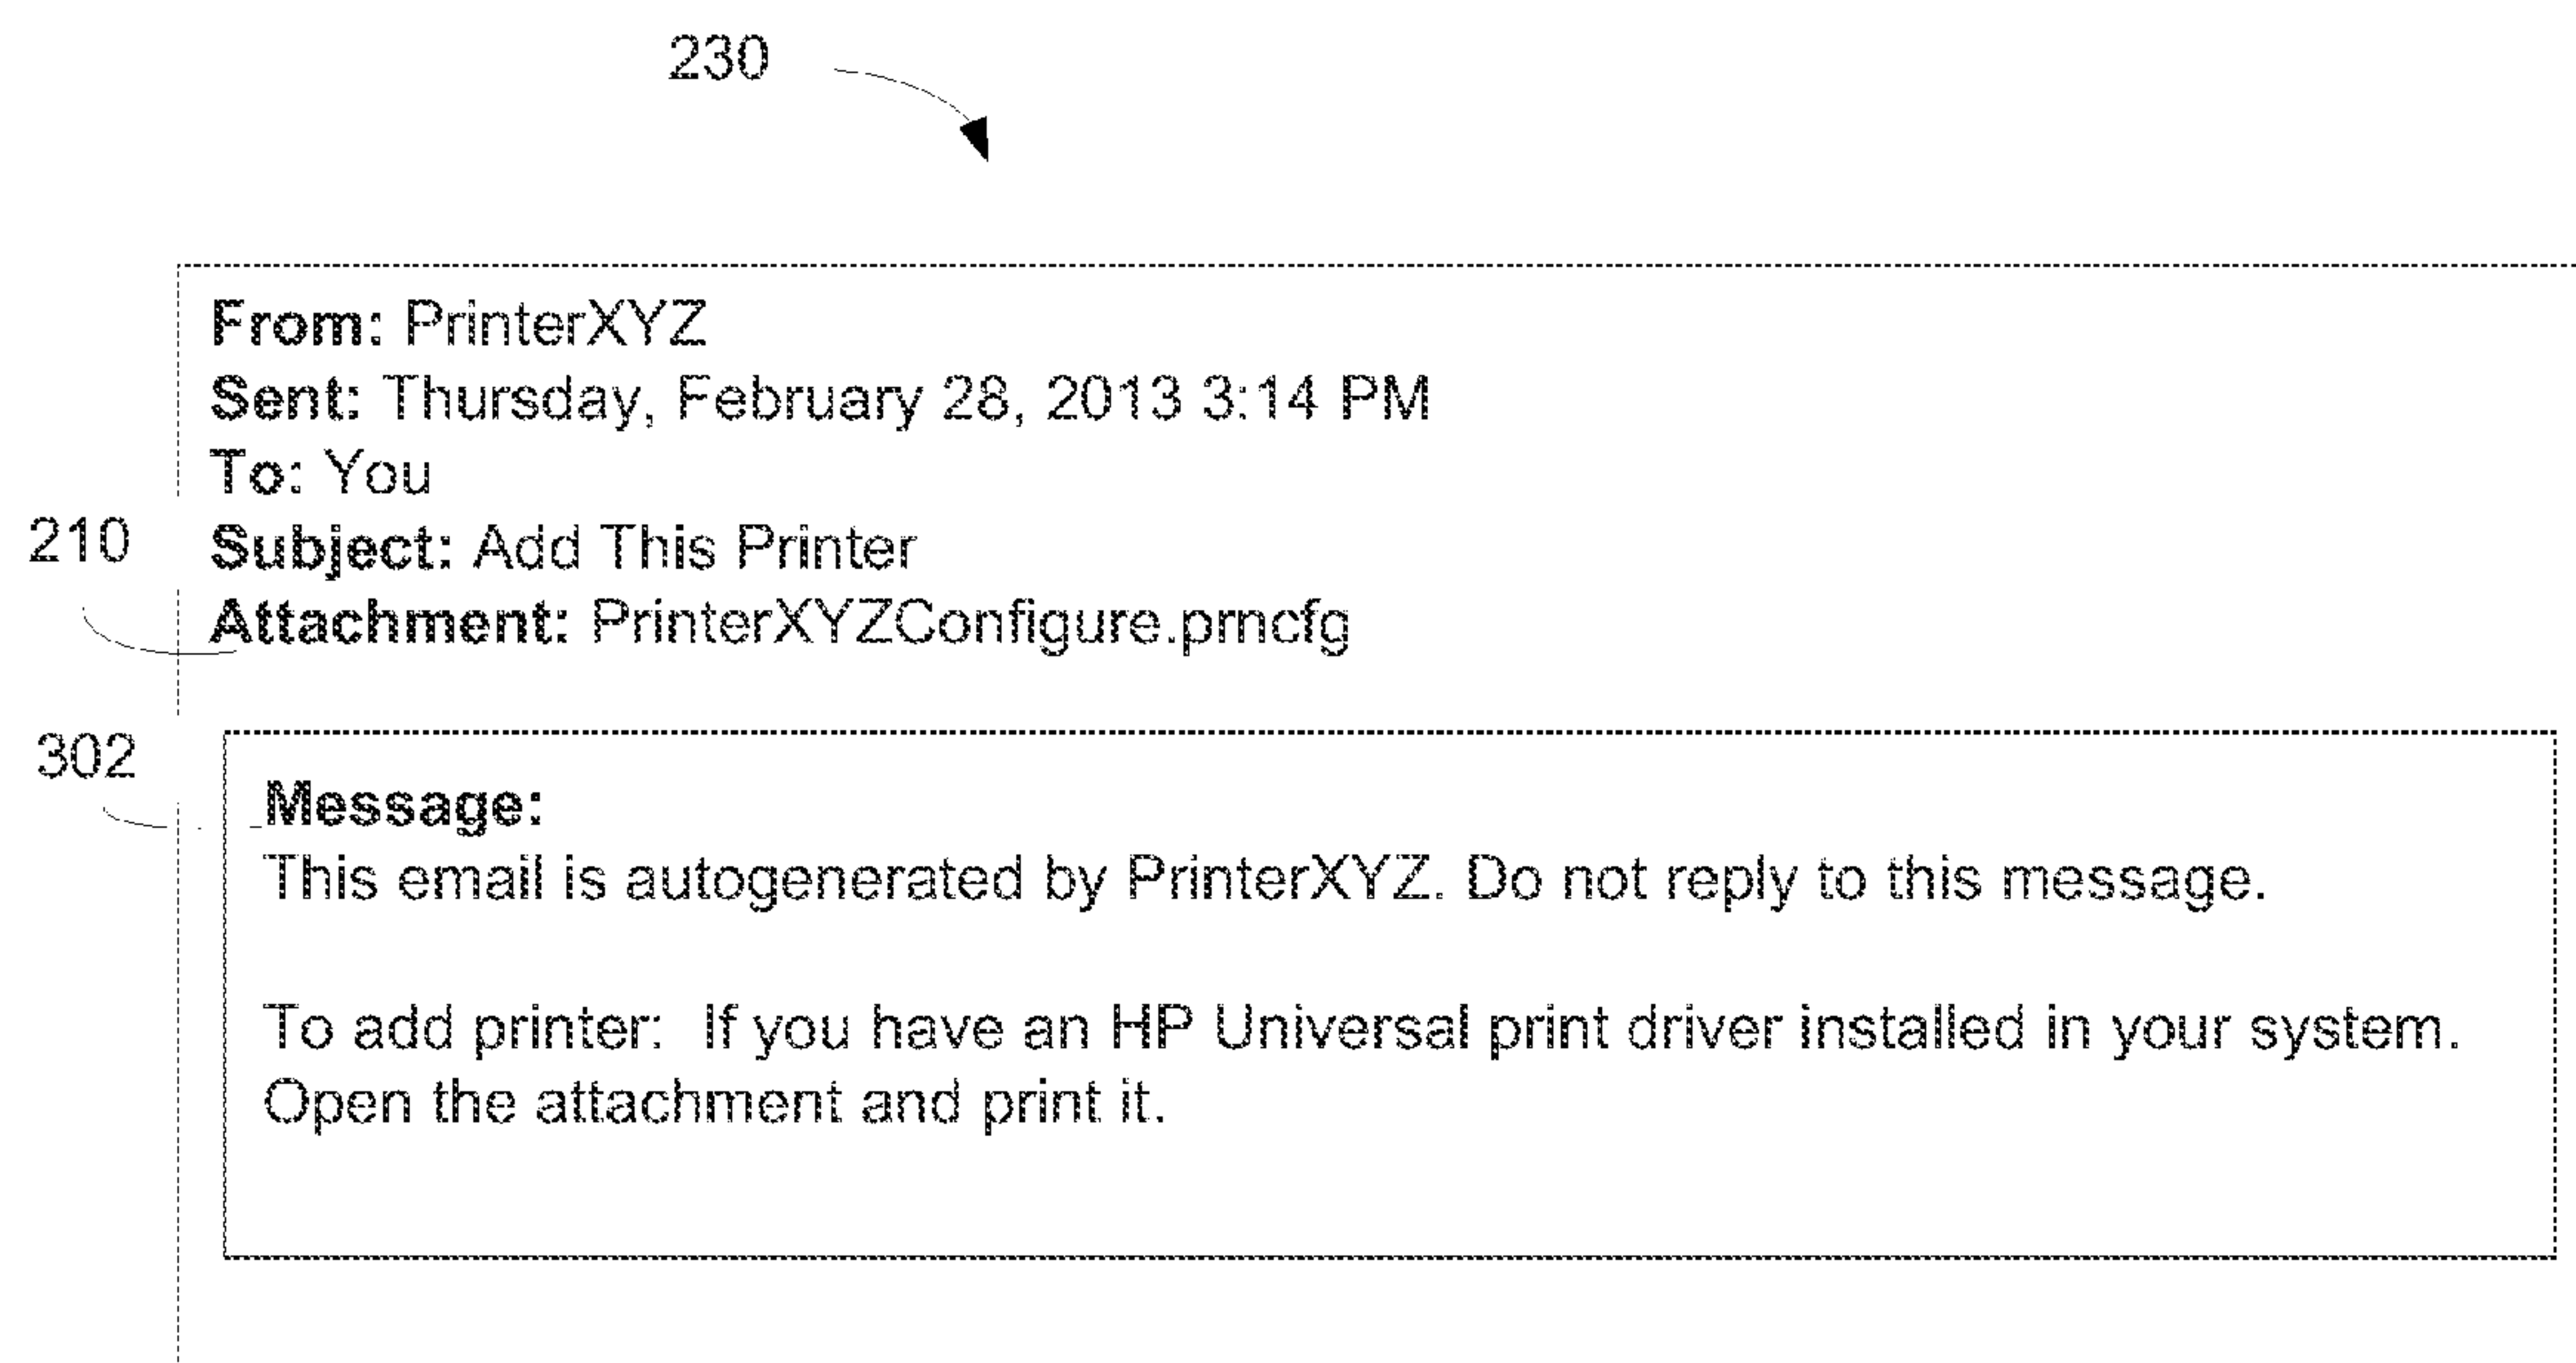 230
From: PrinterXYZ
Sent: Thursday, February 28, 2013 3:14 PM
To: You
210
Subject: Add This Printer
Attachment: PrinterXYZConfigure.prncfg
302
Message:
This email is autogenerated by PrinterXYZ. Do not reply to this message.
To add printer:  If you have an HP Universal print driver installed in your system.
Open the attachment and print it.